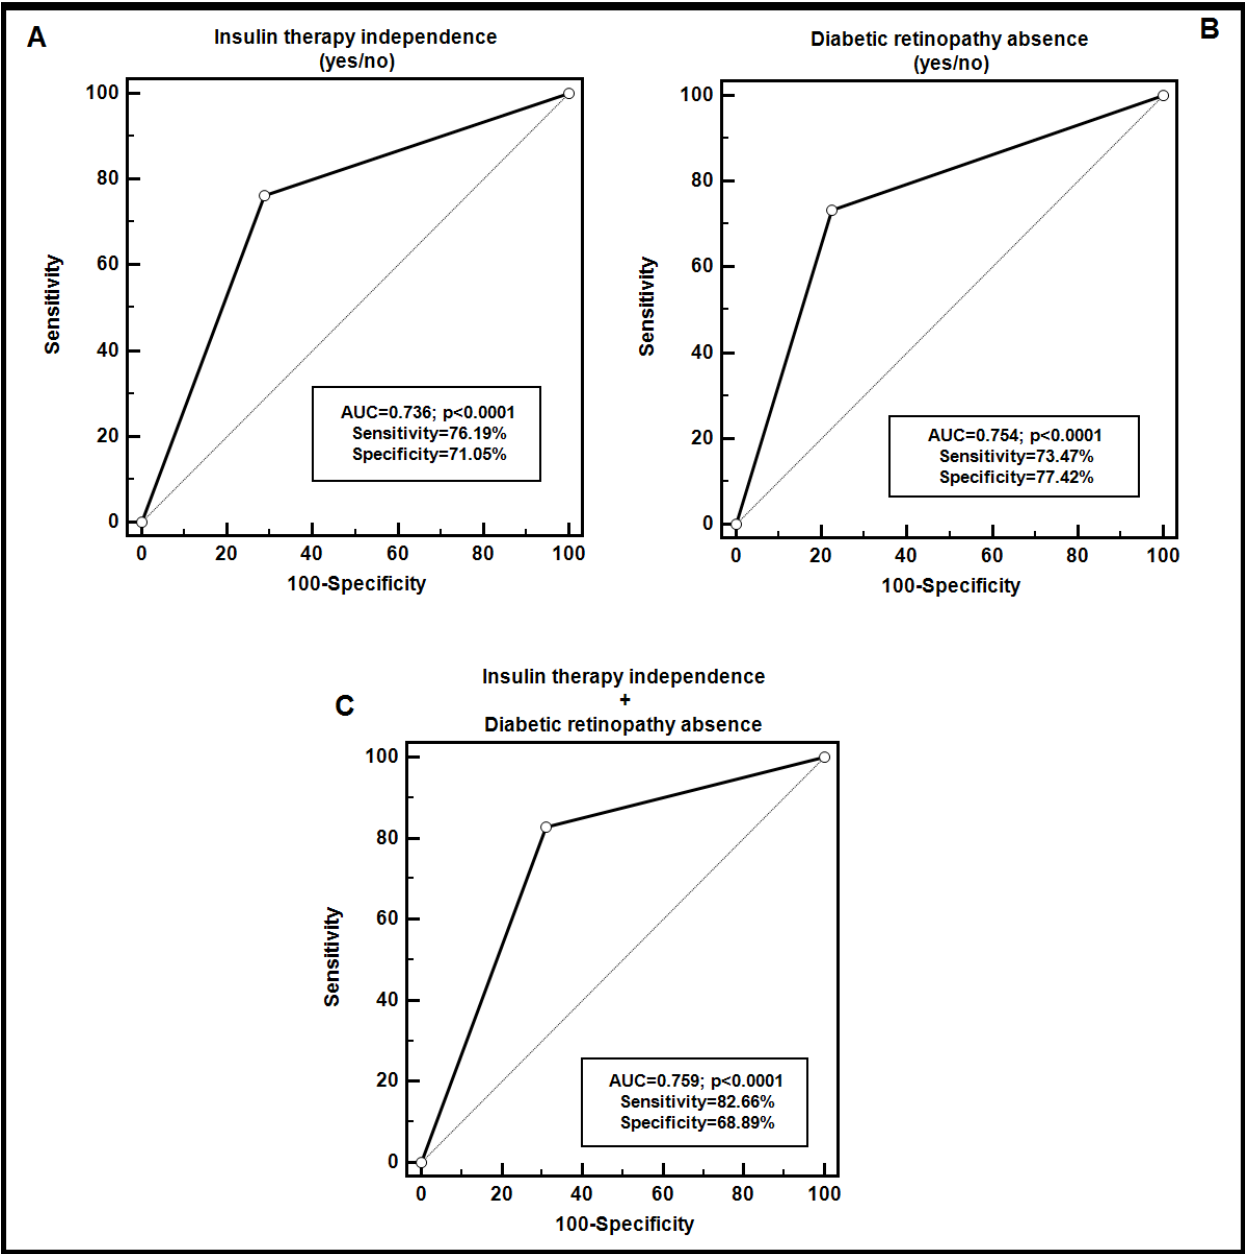 A
Insulin therapy independence
(yes/no)
100
80
60
40
20
0
Sensitivity
AUC=0.736; p<0.0001
Sensitivity=76.19%
Specificity=71.05%
0 20 40 60 80 100
100-Specificity
B
Diabetic retinopathy absence
(yes/no)
100
80
60
40
20
0
Sensitivity
AUC=0.754; p<0.0001
Sensitivity=73.47%
Specificity=77.42%
0 20 40 60 80 100
100-Specificity
C
Insulin therapy independence
+
Diabetic retinopathy absence
100
80
60
40
20
0
Sensitivity
AUC=0.759; p<0.0001
Sensitivity=82.66%
Specificity=68.89%
0 20 40 60 80 100
100-Specificity